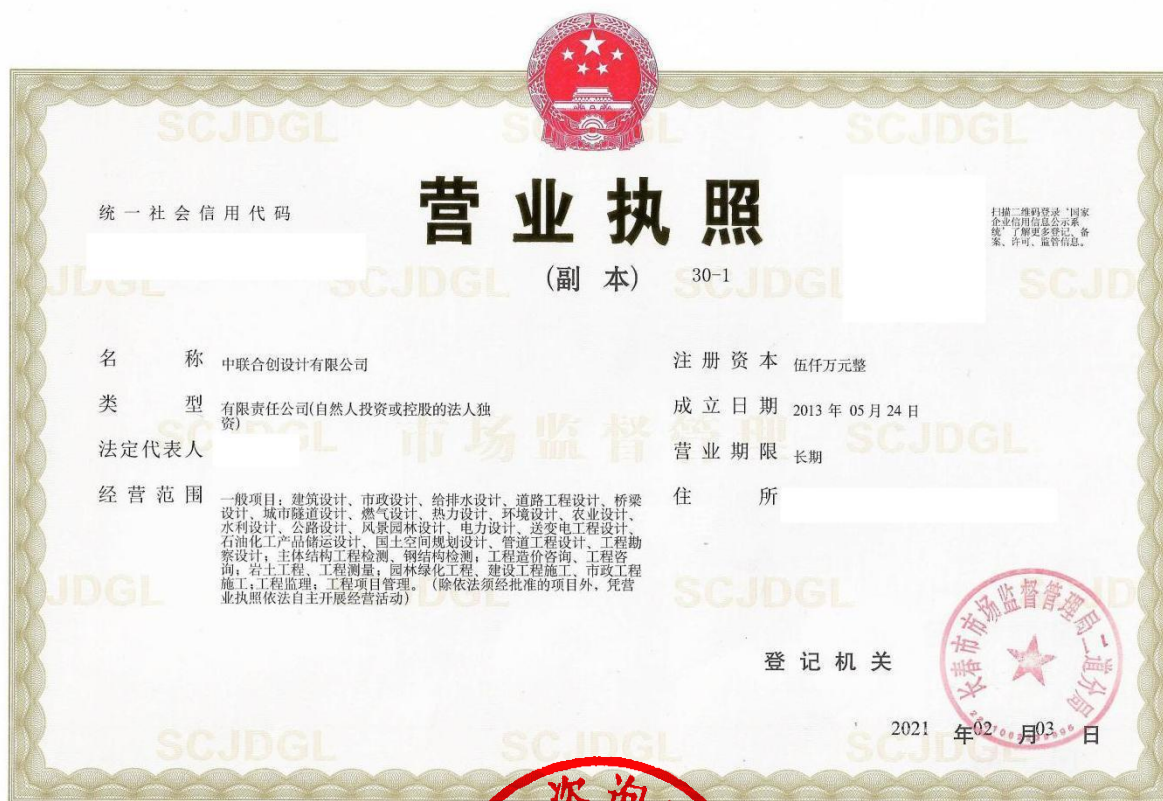 统一社会信用代码
营业执照
(副 本) 30-1
扫描二维码登录‘国家
企业信用信息公示系
统’了解更多登记、备
案、许可、监管信息。
名称 中联合创设计有限公司
类型 有限责任公司(自然人投资或控股的法人独
资)
法定代表人
经营范围 一般项目:建筑设计、市政设计、给排水设计、道路工程设计、桥梁
设计、城市隧道设计、燃气设计、热力设计、环境设计、农业设计、
水利设计、公路设计、风景园林设计、电力设计、送变电工程设计、
石油化工产品储运设计、国土空间规划设计、管道工程设计、工程勘
察设计;主体结构工程检测、钢结构检测;工程造价咨询、工程咨
询;岩土工程、工程测量;园林绿化工程、建设工程施工、市政工程
施工;工程监理;工程项目管理。(除依法须经批准的项目外,凭营
业执照依法自主开展经营活动)
注册资本 伍仟万元整
成立日期 2013 年 05 月 24 日
营业期限 长期
住所
登记机关
长春市市场监督管理局二道分局
2021 年 02 月 03 日
SCJDGL
市场监督管理
咨询